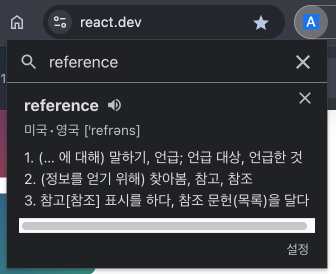 react.dev
A
reference
reference
미국·영국 ['refrəns]
1. (... 에 대해) 말하기, 언급; 언급 대상, 언급한 것
2. (정보를 얻기 위해) 찾아봄, 참고, 참조
3. 참고[참조] 표시를 하다, 참조 문헌(목록)을 달다
설정